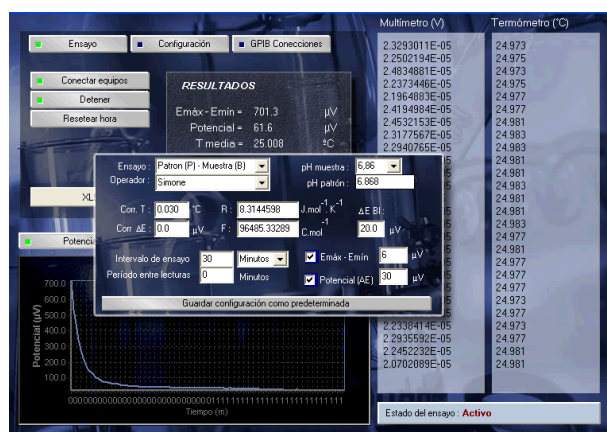 Ensayo
Configuración
GPIB Conecciones
Conectar equipos
Detener
Resetear hora
RESULTADOS
Emáx - Emín = 701.3 µV
Potencial = 61.6 µV
T media = 25.008 ºC
Ensayo : Patron (P) - Muestra (B)
Operador : Simone
pH muestra : 6,86
pH patrón : 6.868
Corr. T : 0.030 °C R : 8.3144598 J.mol-1.K-1 ΔE BI :
Corr ΔE : 0.0 µV F : 96485.33289 C.mol-1 20.0 µV
Intervalo de ensayo 30 Minutos
Período entre lecturas 0 Minutos
Emáx - Emín 6 µV
Potencial (AE) 30 µV
Guardar configuración como predeterminada
XL
Potencia
Potencial (µV)
700.0
600.0
500.0
400.0
300.0
200.0
100.0
Tiempo (m)
Multímetro (V)
2.3293011E-05
2.2502194E-05
2.4834881E-05
2.2373446E-05
2.1964883E-05
2.4194984E-05
2.4532153E-05
2.3177567E-05
2.2940765E-05
2.2338414E-05
2.2935592E-05
2.2452232E-05
2.0702089E-05
Termómetro (°C)
24.973
24.975
24.973
24.975
24.977
24.977
24.981
24.983
24.983
24.981
24.981
24.977
24.981
24.981
24.983
24.977
24.981
24.981
24.977
24.973
24.977
24.973
24.973
24.977
24.981
24.981
Estado del ensayo : Activo